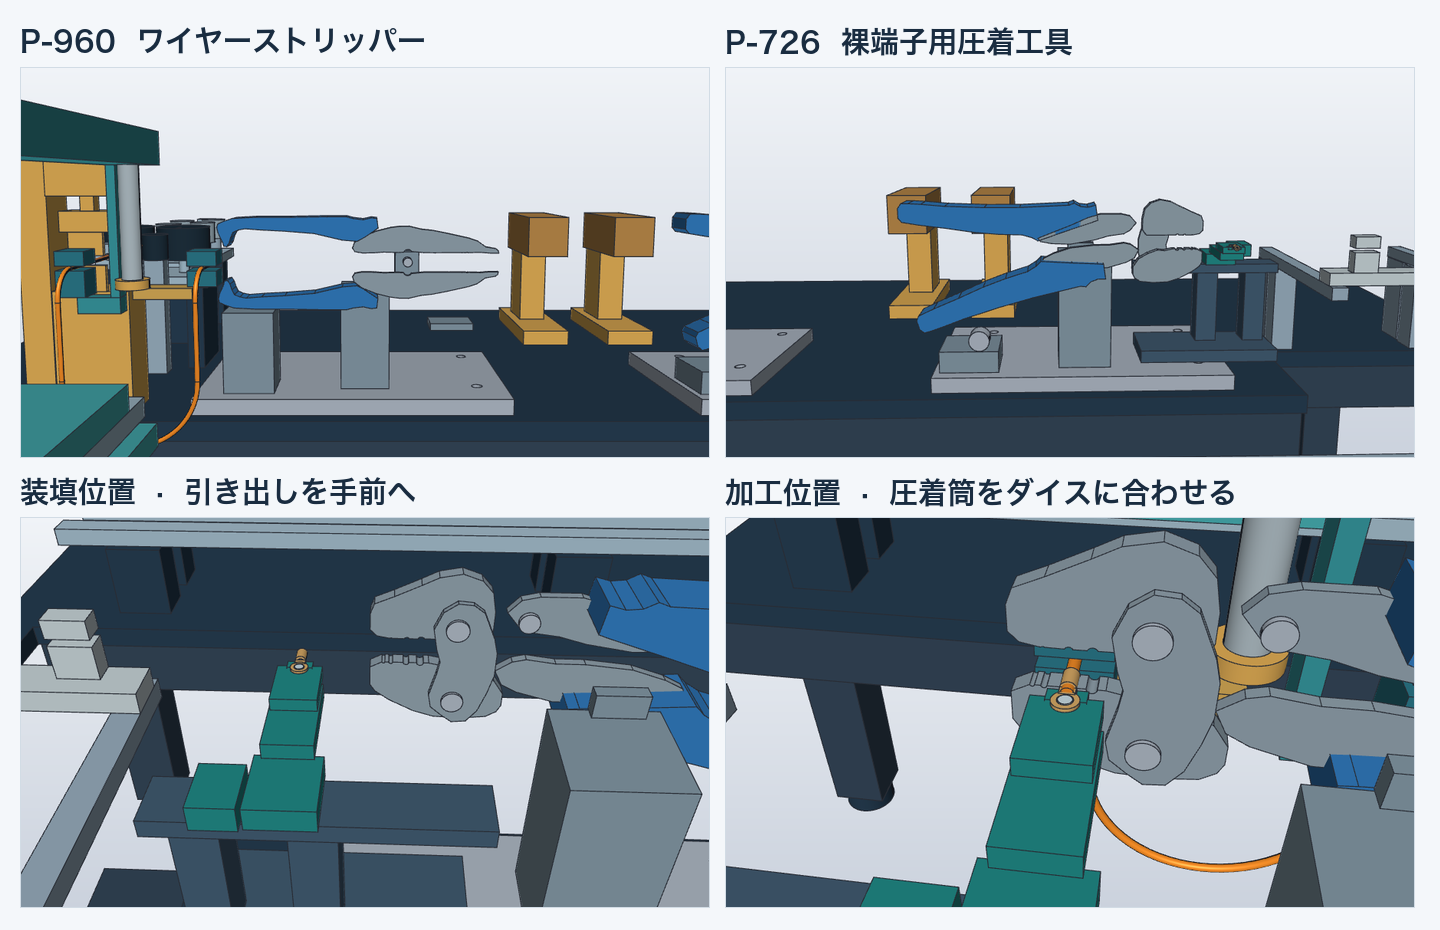 P-960 ワイヤーストリッパー
P-726 裸端子用圧着工具
装填位置 · 引き出しを手前へ
加工位置 · 圧着筒をダイスに合わせる